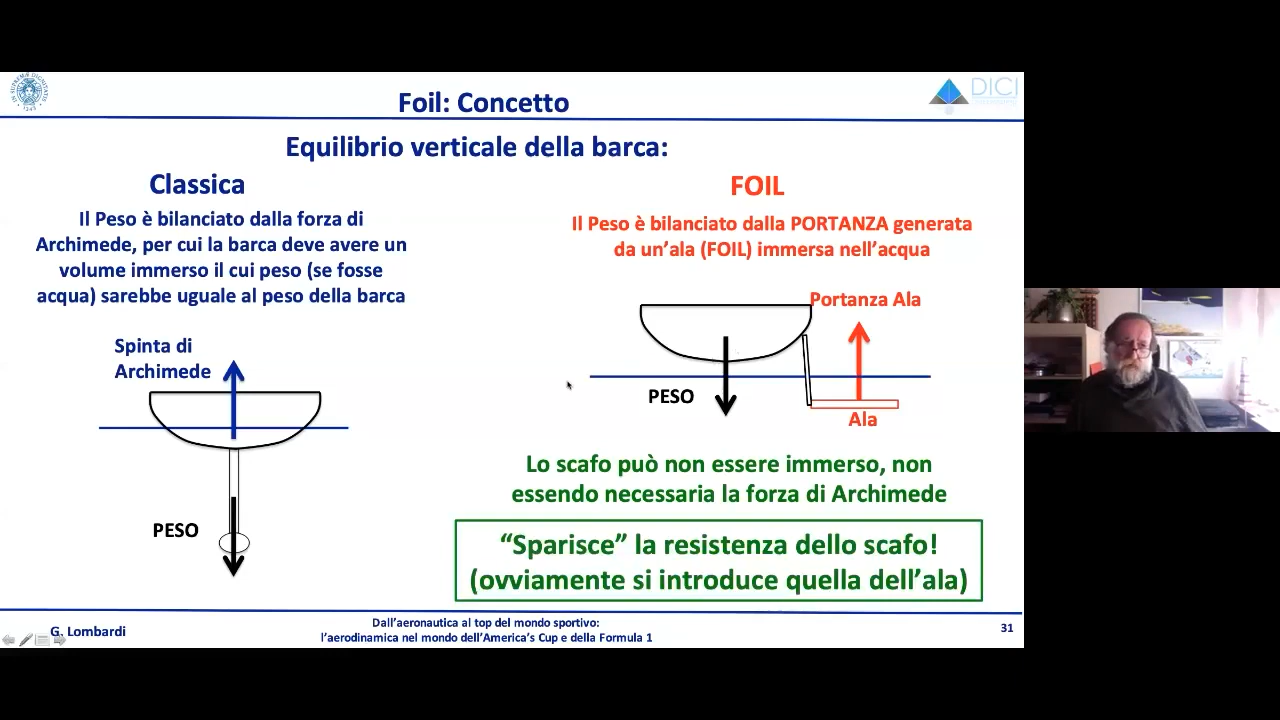 Foil: Concetto
DICI
Equilibrio verticale della barca:
Classica
Il Peso è bilanciato dalla forza di
Archimede, per cui la barca deve avere un
volume immerso il cui peso (se fosse
acqua) sarebbe uguale al peso della barca
Spinta di
Archimede
PESO
FOIL
Il Peso è bilanciato dalla PORTANZA generata
da un’ala (FOIL) immersa nell’acqua
Portanza Ala
PESO
Ala
Lo scafo può non essere immerso, non
essendo necessaria la forza di Archimede
“Sparisce” la resistenza dello scafo!
(ovviamente si introduce quella dell’ala)
G. Lombardi
Dall’aeronautica al top del mondo sportivo:
l’aerodinamica nel mondo dell’America’s Cup e della Formula 1
31